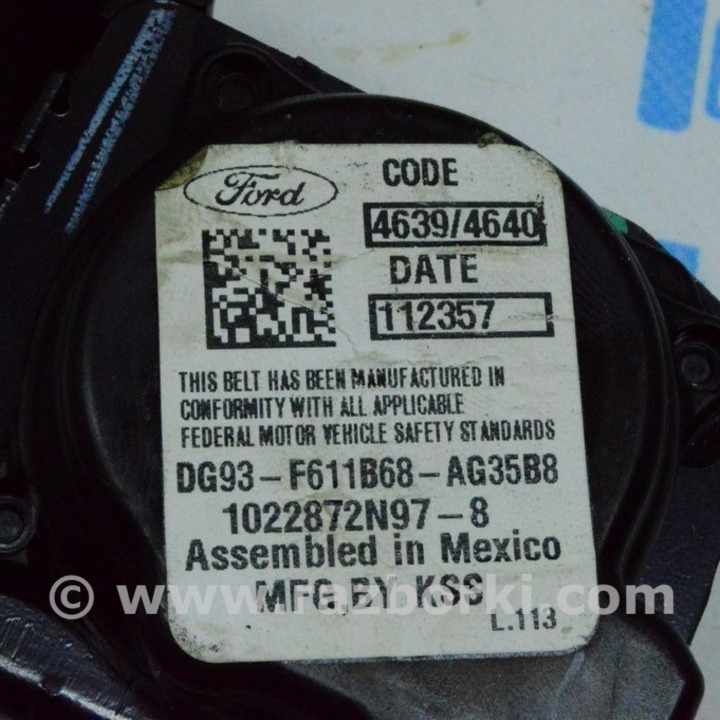 Ford
CODE
4639/4640
DATE
112357
THIS BELT HAS BEEN MANUFACTURED IN
CONFORMITY WITH ALL APPLICABLE
FEDERAL MOTOR VEHICLE SAFETY STANDARDS
DG93-F611B68-AG35B8
1022872N97-8
Assembled in Mexico
MFG,BY KSS
© www.razborki.com
L.113